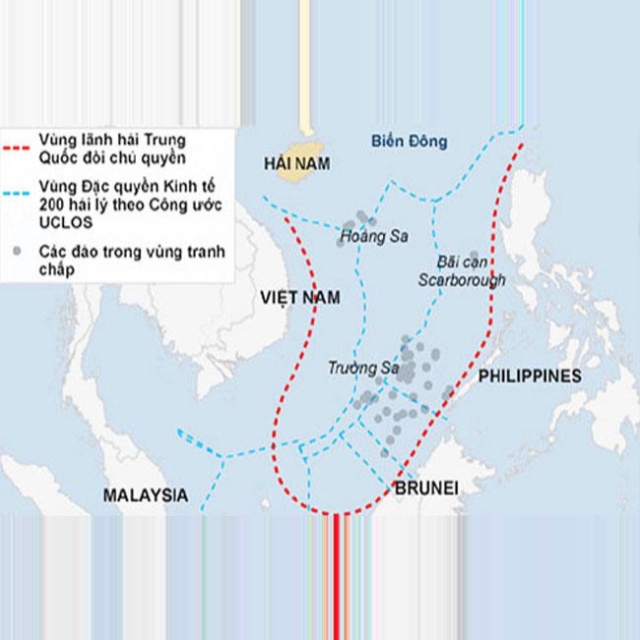 Vùng lãnh hải Trung
Quốc đòi chủ quyền
Vùng Đặc quyền Kinh tế
200 hải lý theo Công ước
UCLOS
Các đảo trong vùng tranh
chấp
Biển Đông
HẢI NAM
Hoàng Sa
Bãi cạn
Scarborough
VIỆT NAM
Trường Sa
PHILIPPINES
MALAYSIA
BRUNEI